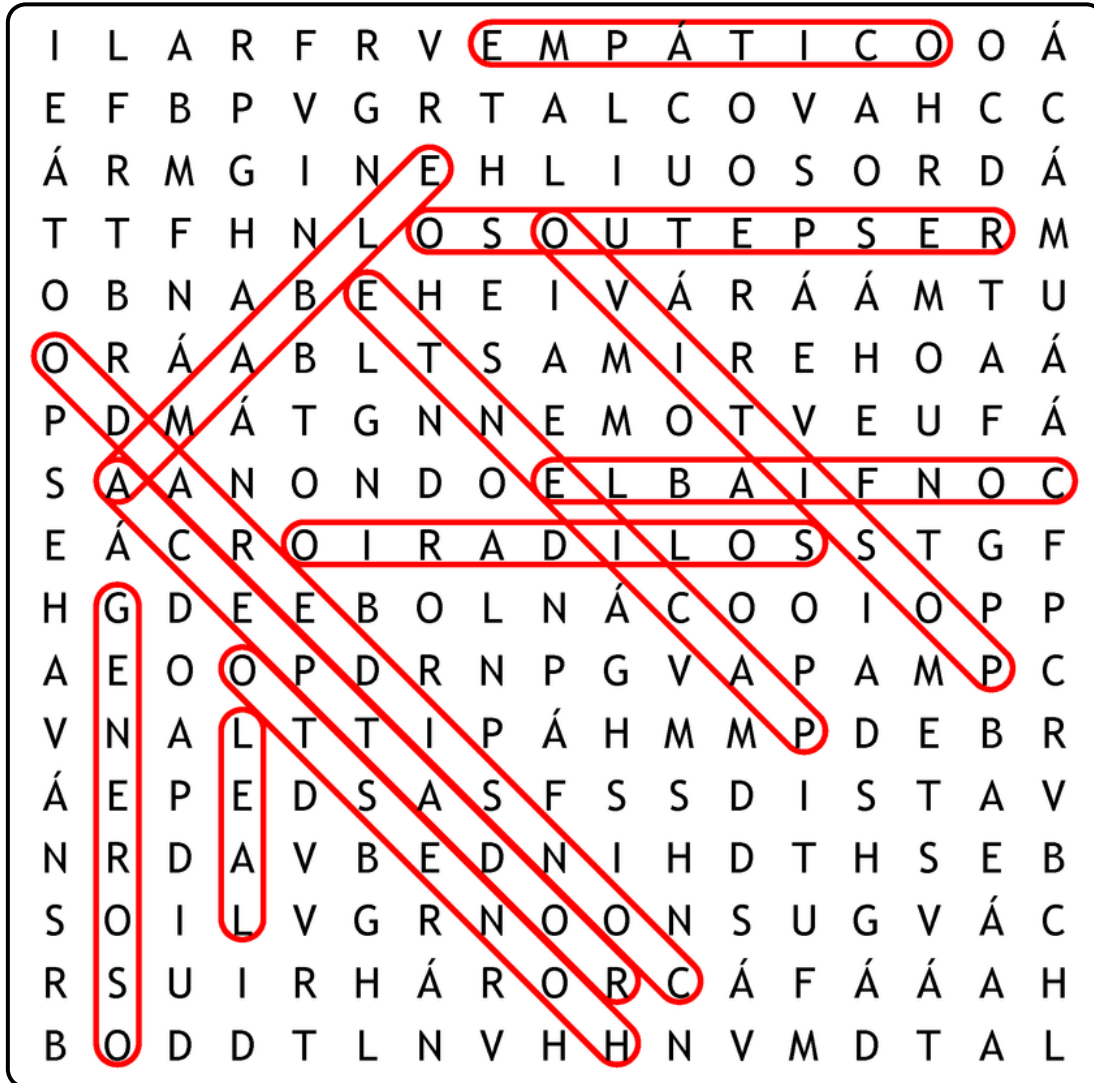 I L A R F R V E M P Á T I C O O Á
E F B P V G R T A L C O V A H C C
Á R M G I N E H L I U O S O R D Á
T T F H N L O S O U T E P S E R M
O B N A B E H E I V Á R Á Á M T U
O R Á A B L T S A M I R E H O A Á
P D M Á T G N N E M O T V E U F Á
S A A N O N D O E L B A I F N O C
E Á C R O I R A D I L O S S T G F
H G D E E B O L N Á C O O I O P P
A E O O P D R N P G V A P A M P C
V N A L T T I P Á H M M P D E B R
Á E P E D S A S F S S D I S T A V
N R D A V B E D N I H D T H S E B
S O I L V G R N O O N S U G V Á C
R S U I R H Á R O R C Á F Á Á A H
B O D D T L N V H H N V M D T A L